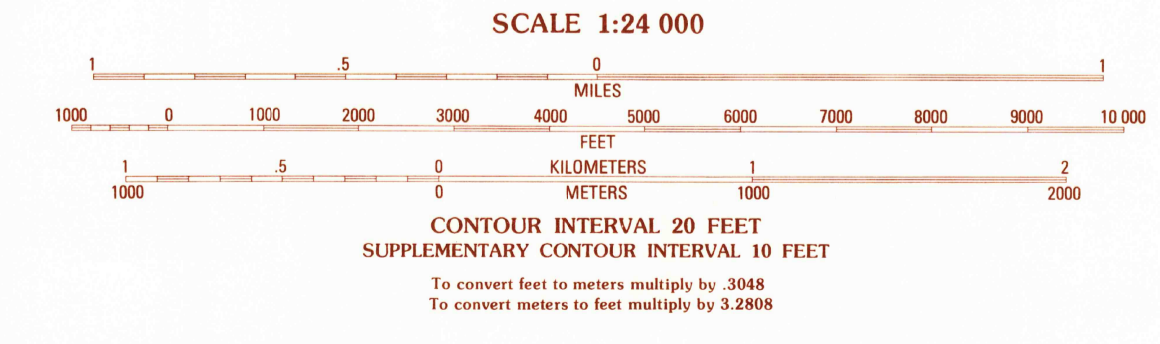 SCALE 1:24 000
1 .5 0 1
MILES
1000 0 1000 2000 3000 4000 5000 6000 7000 8000 9000 10 000
FEET
1 .5 0 KILOMETERS 1 2
1000 0 METERS 1000 2000
CONTOUR INTERVAL 20 FEET
SUPPLEMENTARY CONTOUR INTERVAL 10 FEET
To convert feet to meters multiply by .3048
To convert meters to feet multiply by 3.2808